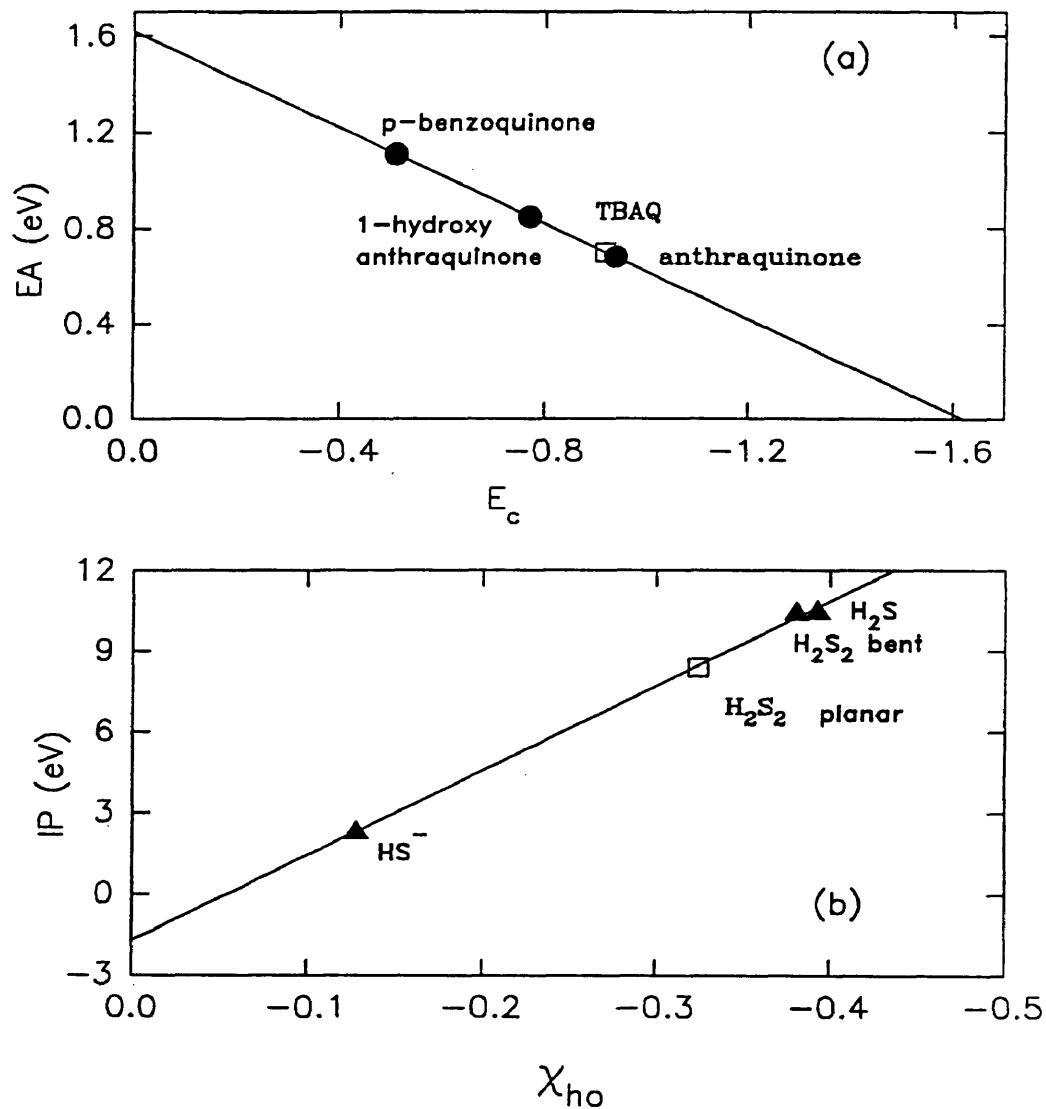 1.6
(a)
p-benzoquinone
1.2
TBAQ
1-hydroxy
anthraquinone
anthraquinone
0.8
EA (eV)
0.4
0.0
0.0 -0.4 -0.8 -1.2 -1.6
E_c
12
H₂S
H₂S₂ bent
9
H₂S₂ planar
6
IP (eV)
3
HS⁻
0
(b)
-3
0.0 -0.1 -0.2 -0.3 -0.4 -0.5
χ_ho